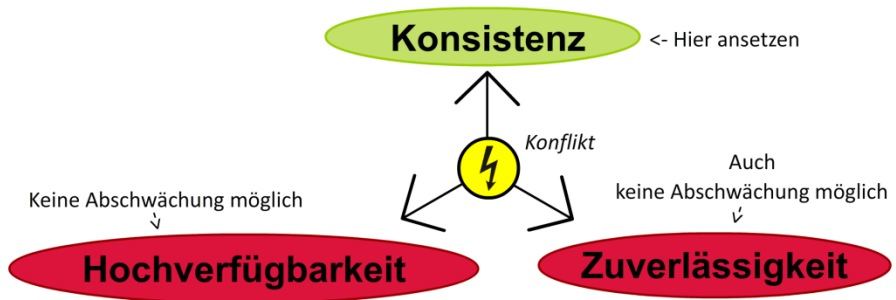 Konsistenz
<- Hier ansetzen
Konflikt
Keine Abschwächung möglich
Auch
keine Abschwächung möglich
Hochverfügbarkeit
Zuverlässigkeit